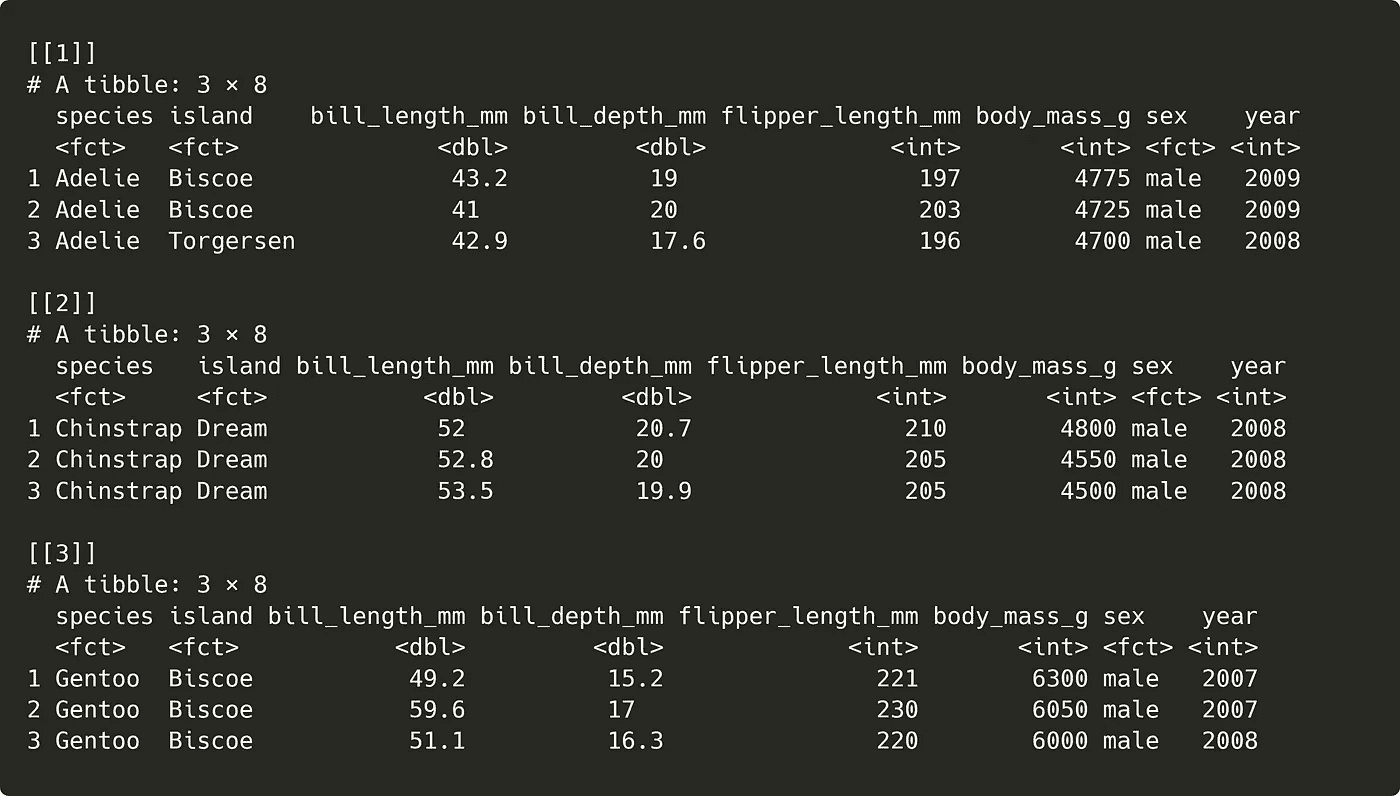 [[1]]
# A tibble: 3 × 8
  species island    bill_length_mm bill_depth_mm flipper_length_mm body_mass_g sex    year
  <fct>   <fct>              <dbl>         <dbl>             <int>       <int> <fct> <int>
1 Adelie  Biscoe              43.2          19                 197        4775 male   2009
2 Adelie  Biscoe              41            20                 203        4725 male   2009
3 Adelie  Torgersen           42.9          17.6               196        4700 male   2008

[[2]]
# A tibble: 3 × 8
  species   island bill_length_mm bill_depth_mm flipper_length_mm body_mass_g sex    year
  <fct>     <fct>           <dbl>         <dbl>             <int>       <int> <fct> <int>
1 Chinstrap Dream            52            20.7               210        4800 male   2008
2 Chinstrap Dream            52.8          20                 205        4550 male   2008
3 Chinstrap Dream            53.5          19.9               205        4500 male   2008

[[3]]
# A tibble: 3 × 8
  species island bill_length_mm bill_depth_mm flipper_length_mm body_mass_g sex    year
  <fct>   <fct>           <dbl>         <dbl>             <int>       <int> <fct> <int>
1 Gentoo  Biscoe           49.2          15.2               221        6300 male   2007
2 Gentoo  Biscoe           59.6          17                 230        6050 male   2007
3 Gentoo  Biscoe           51.1          16.3               220        6000 male   2008